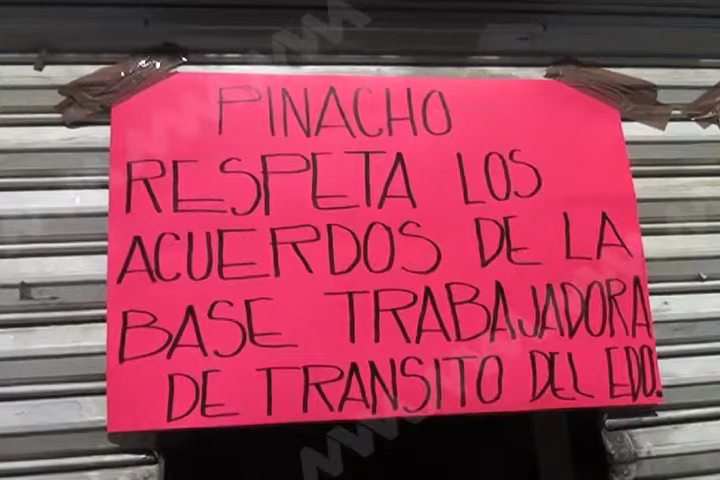 PINACHO
RESPETA LOS
ACUERDOS DE LA
BASE TRABAJADORA
DE TRANSITO DEL EDO.